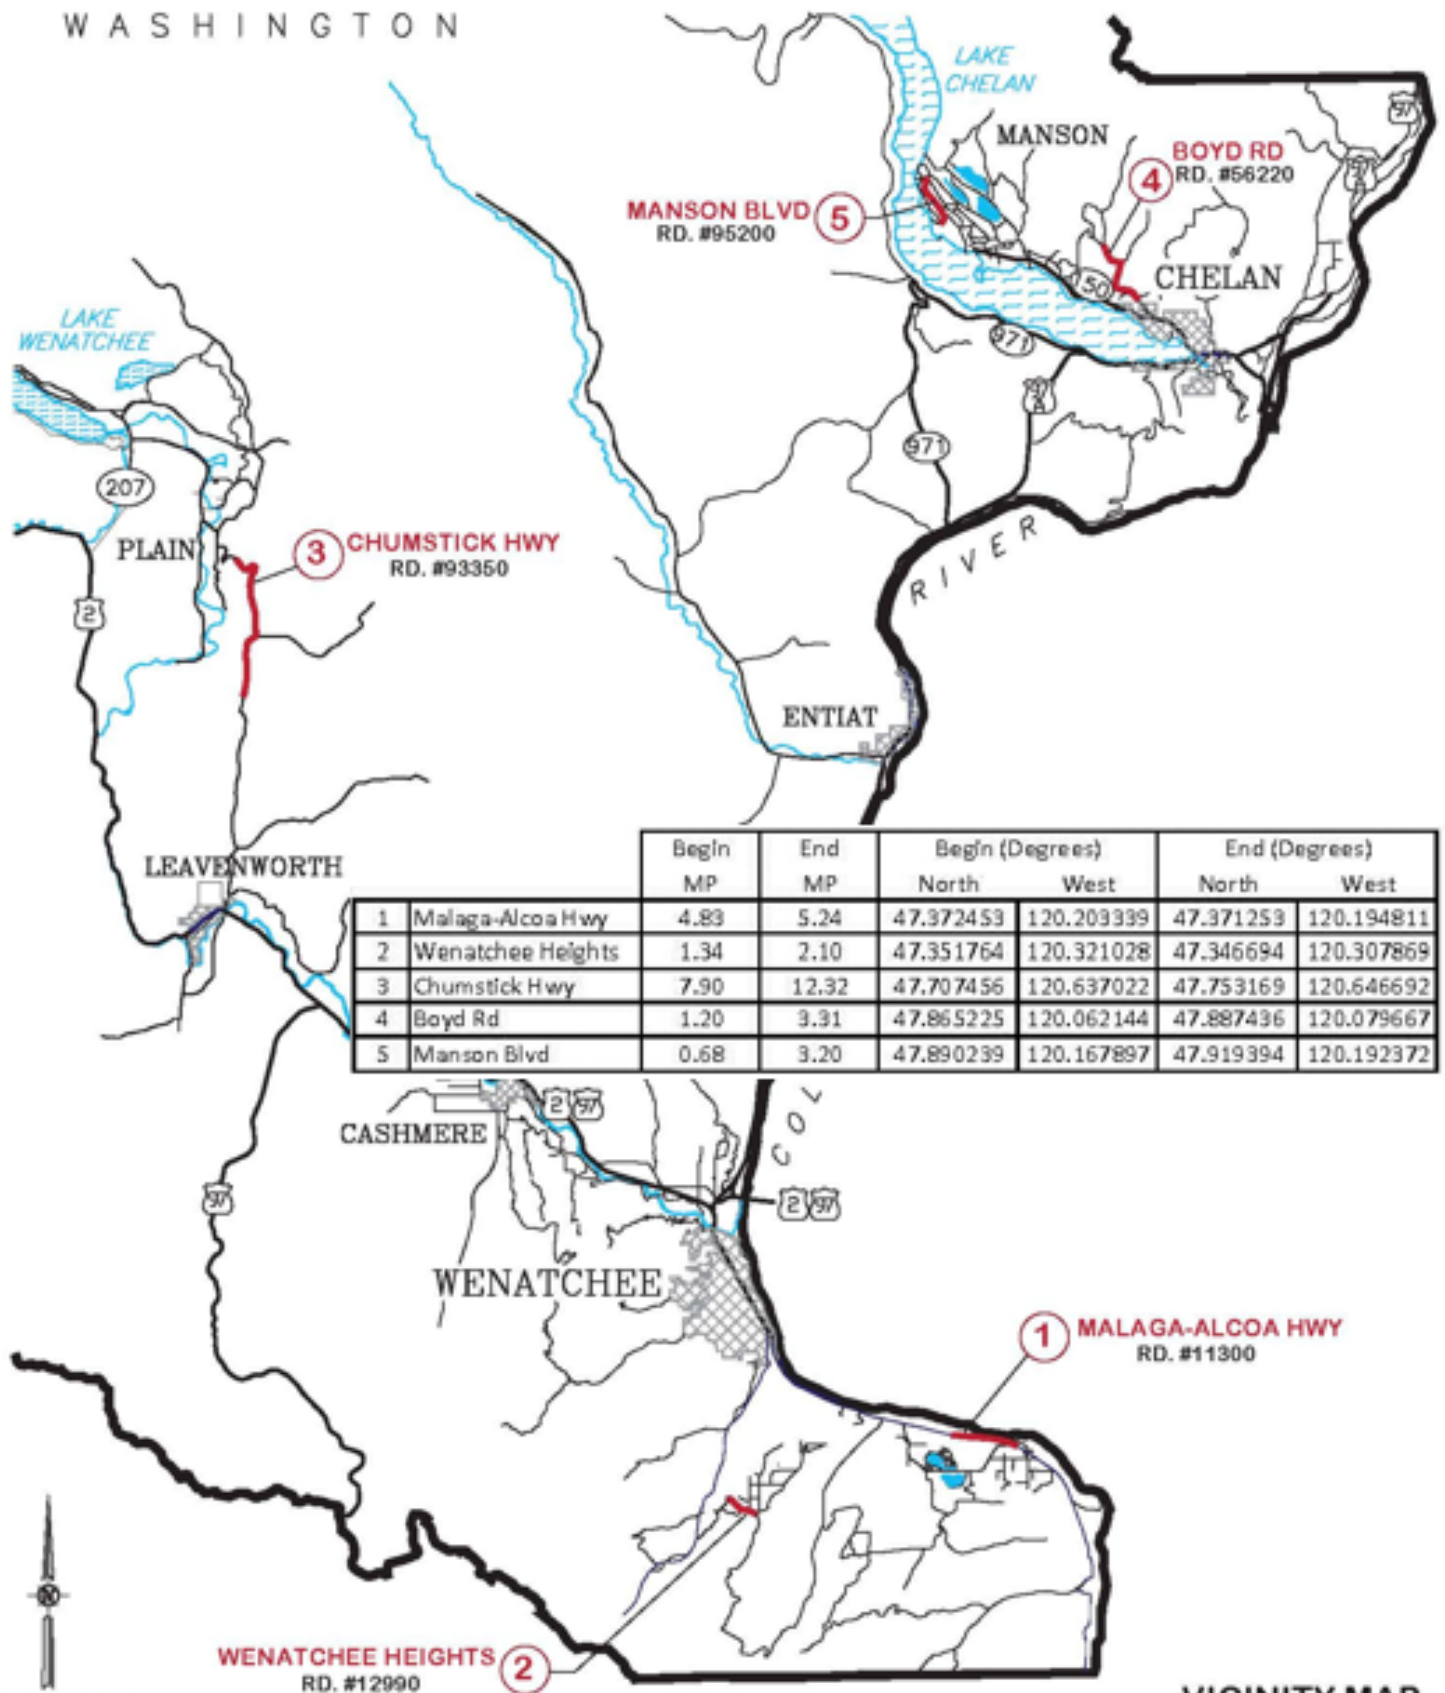 WASHINGTON
LAKE
CHELAN
97
MANSON
BOYD RD
4
RD. #56220
97
A
MANSON BLVD
5
RD. #95200
150
CHELAN
LAKE
WENATCHEE
971
97
A
971
207
PLAIN
3
CHUMSTICK HWY
RD. #93350
RIVER
2
ENTIAT
LEAVENWORTH
Begin End Begin (Degrees) End (Degrees)
MP MP North West North West
1 Malaga-Alcoa Hwy 4.83 5.24 47.372453 120.203339 47.371253 120.194811
2 Wenatchee Heights 1.34 2.10 47.351764 120.321028 47.346694 120.307869
3 Chumstick Hwy 7.90 12.32 47.707456 120.637022 47.753169 120.646692
4 Boyd Rd 1.20 3.31 47.865225 120.062144 47.887436 120.079667
5 Manson Blvd 0.68 3.20 47.890239 120.167897 47.919394 120.192372
2 97
COL
CASHMERE
97
2 97
WENATCHEE
1
MALAGA-ALCOA HWY
RD. #11300
N
WENATCHEE HEIGHTS
2
RD. #12990
VICINITY MAP